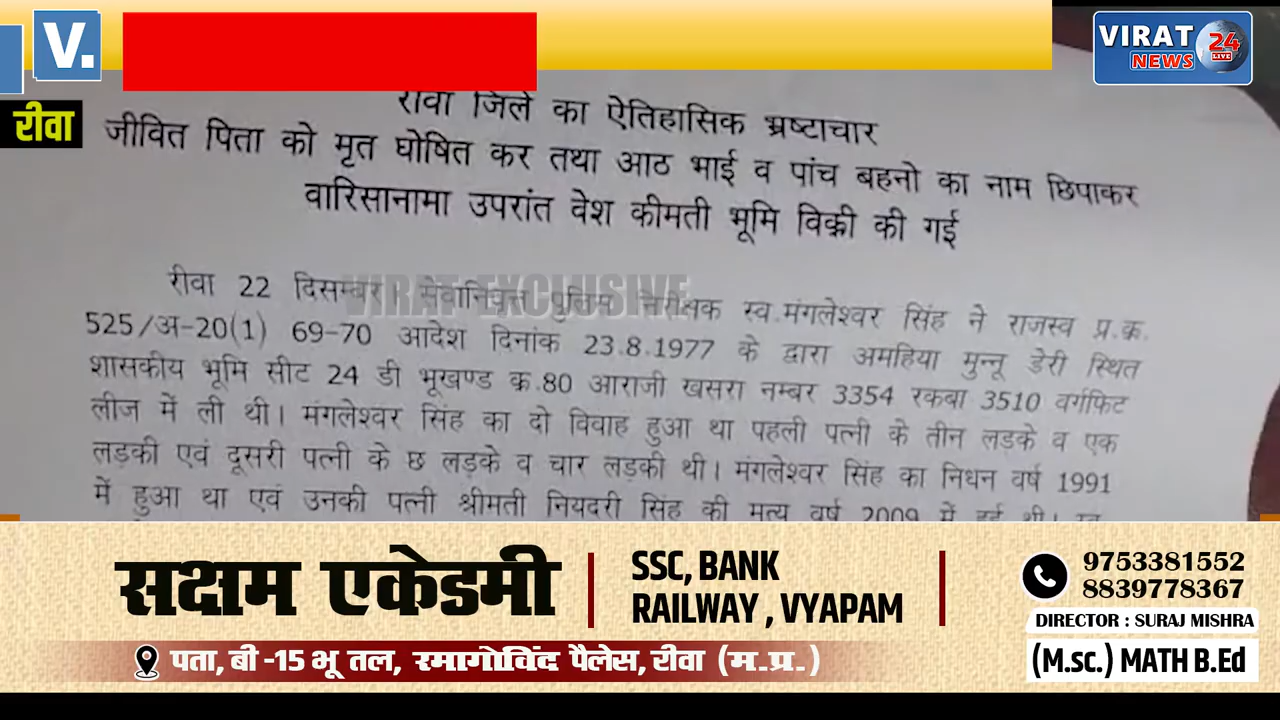 V.
VIRAT
NEWS
24
LIVE
रीवा
रीवा जिले का ऐतिहासिक भ्रष्टाचार
जीवित पिता को मृत घोषित कर तथा आठ भाई व पांच बहनो का नाम छिपाकर
वारिसानामा उपरांत वेश कीमती भूमि विक्री की गई
VIRAT EXCLUSIVE
रीवा 22 दिसम्बर सेवानिवृत्त पुलिस निरीक्षक स्व.मंगलेश्वर सिंह ने राजस्व प्र.क्र.
525/अ-20(1) 69-70 आदेश दिनांक 23.8.1977 के द्वारा अमहिया मुन्नू डेरी स्थित
शासकीय भूमि सीट 24 डी भूखण्ड क्र.80 आराजी खसरा नम्बर 3354 रकबा 3510 वर्गफिट
लीज में ली थी। मंगलेश्वर सिंह का दो विवाह हुआ था पहली पत्नी के तीन लड़के व एक
लड़की एवं दूसरी पत्नी के छ लड़के व चार लड़की थी। मंगलेश्वर सिंह का निधन वर्ष 1991
में हुआ था एवं उनकी पत्नी श्रीमती नियदरी सिंह की मृत्यु वर्ष 2009 में हुई थी।
सक्षम एकेडमी
SSC, BANK
RAILWAY , VYAPAM
9753381552
8839778367
DIRECTOR : SURAJ MISHRA
(M.sc.) MATH B.Ed
पता, बी -15 भू तल, रमागोविंद पैलेस, रीवा (म.प्र.)